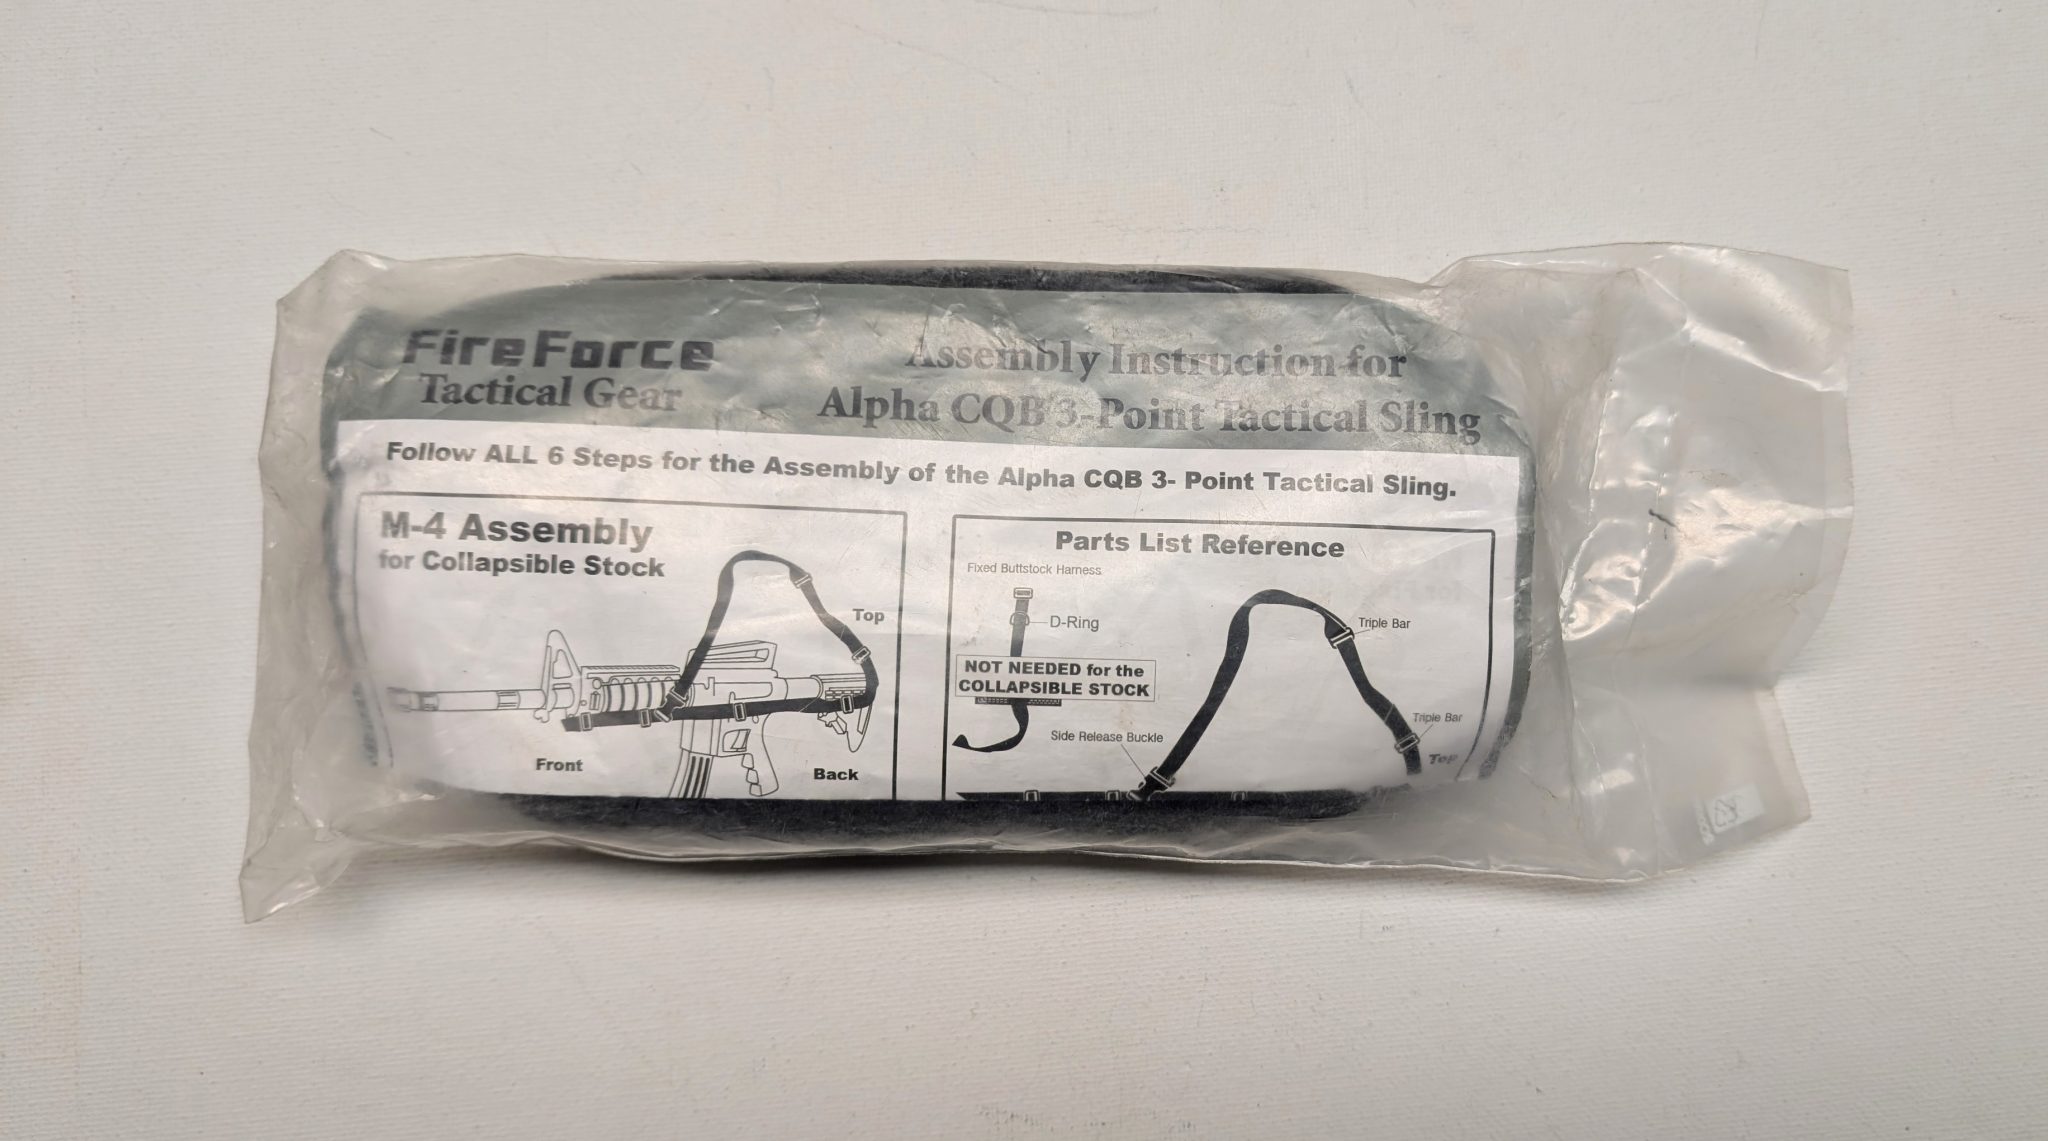 FireForce
Tactical Gear
Assembly Instruction for
Alpha CQB 3-Point Tactical Sling
Follow ALL 6 Steps for the Assembly of the Alpha CQB 3- Point Tactical Sling.
M-4 Assembly
for Collapsible Stock
Top
Front
Back
Parts List Reference
Fixed Buttstock Harness
D-Ring
NOT NEEDED for the
COLLAPSIBLE STOCK
Side Release Buckle
Triple Bar
Triple Bar
Top